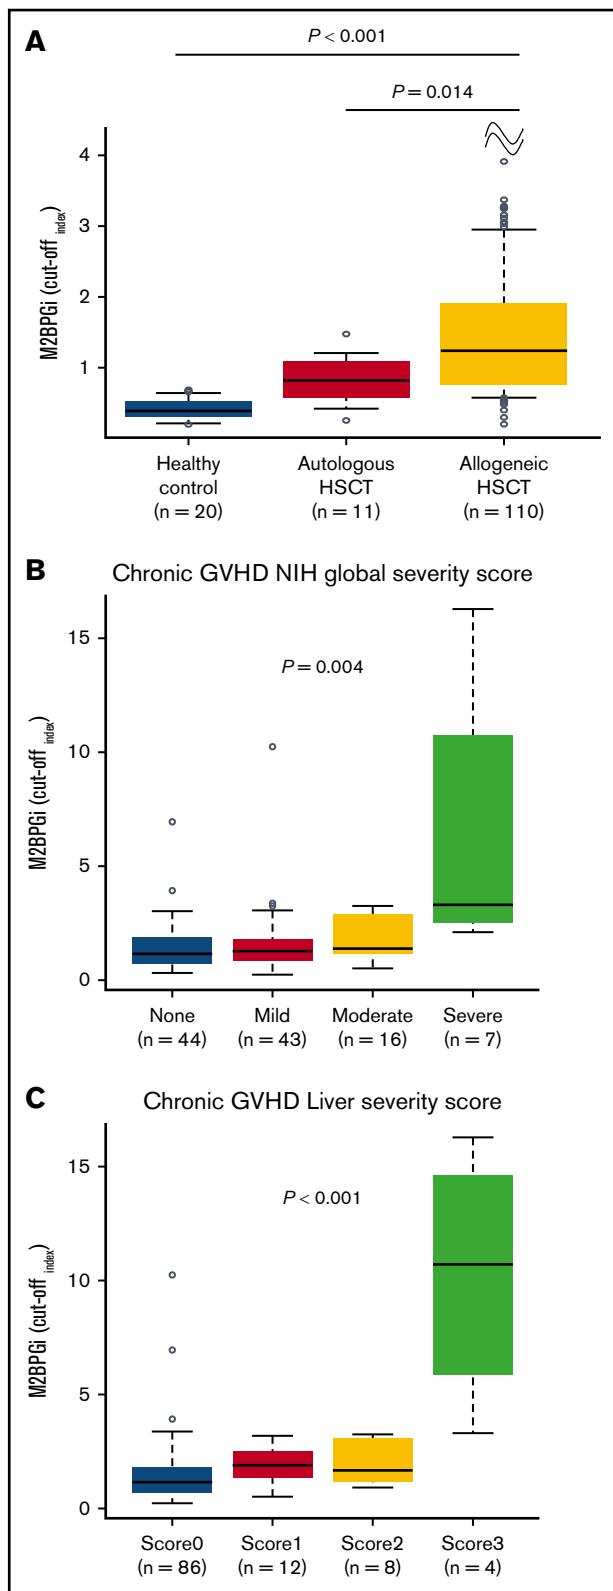 A
P < 0.001
P = 0.014
4
3
2
1
M2BPGi (cut-off index)
Healthy control (n = 20)
Autologous HSCT (n = 11)
Allogeneic HSCT (n = 110)
B
Chronic GVHD NIH global severity score
P = 0.004
15
10
5
0
M2BPGi (cut-off index)
None (n = 44)
Mild (n = 43)
Moderate (n = 16)
Severe (n = 7)
C
Chronic GVHD Liver severity score
P < 0.001
15
10
5
0
M2BPGi (cut-off index)
Score0 (n = 86)
Score1 (n = 12)
Score2 (n = 8)
Score3 (n = 4)